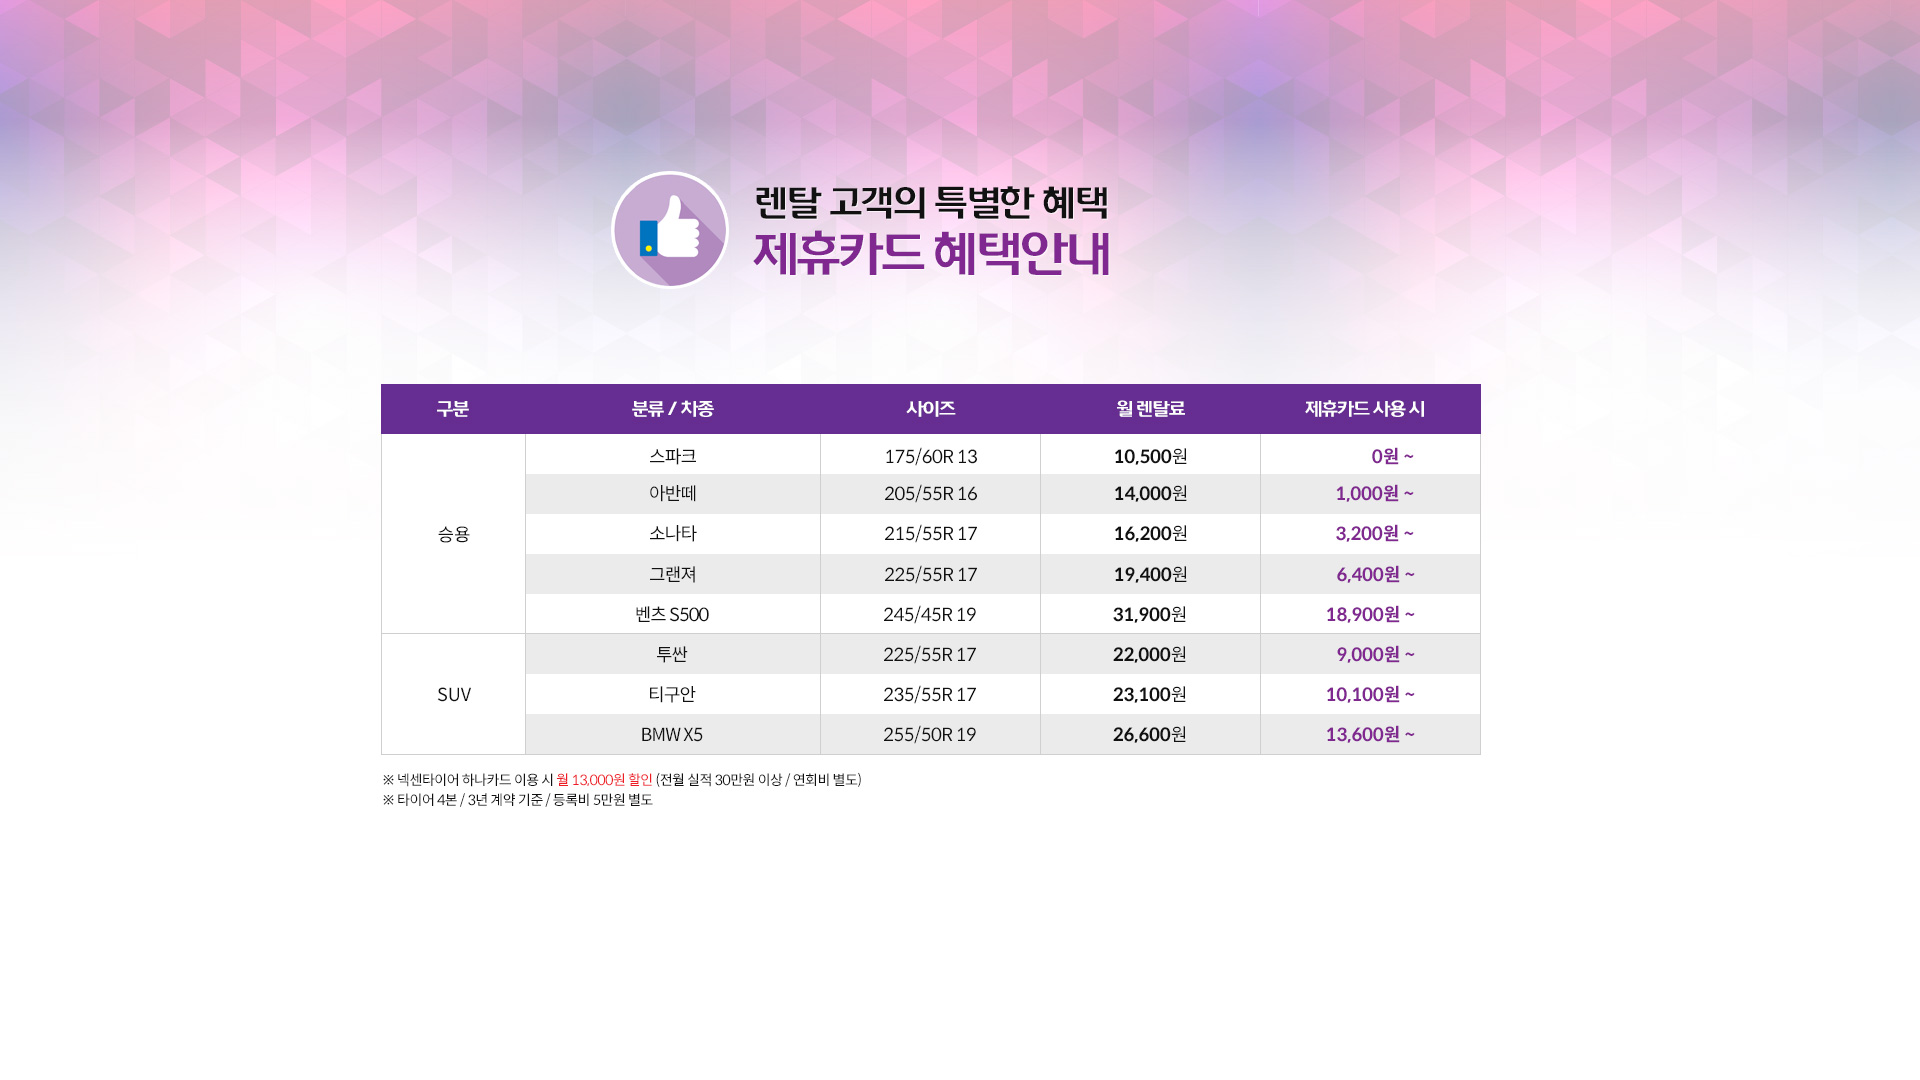 렌탈 고객의 특별한 혜택
제휴카드 혜택안내
구분 분류 / 차종 사이즈 월 렌탈료 제휴카드 사용 시
승용
스파크 175/60R 13 10,500원 0원 ~
아반떼 205/55R 16 14,000원 1,000원 ~
소나타 215/55R 17 16,200원 3,200원 ~
그랜져 225/55R 17 19,400원 6,400원 ~
벤츠 S500 245/45R 19 31,900원 18,900원 ~
SUV
투싼 225/55R 17 22,000원 9,000원 ~
티구안 235/55R 17 23,100원 10,100원 ~
BMW X5 255/50R 19 26,600원 13,600원 ~
※ 넥센타이어 하나카드 이용 시 월 13,000원 할인 (전월 실적 30만원 이상 / 연회비 별도)
※ 타이어 4본 / 3년 계약 기준 / 등록비 5만원 별도